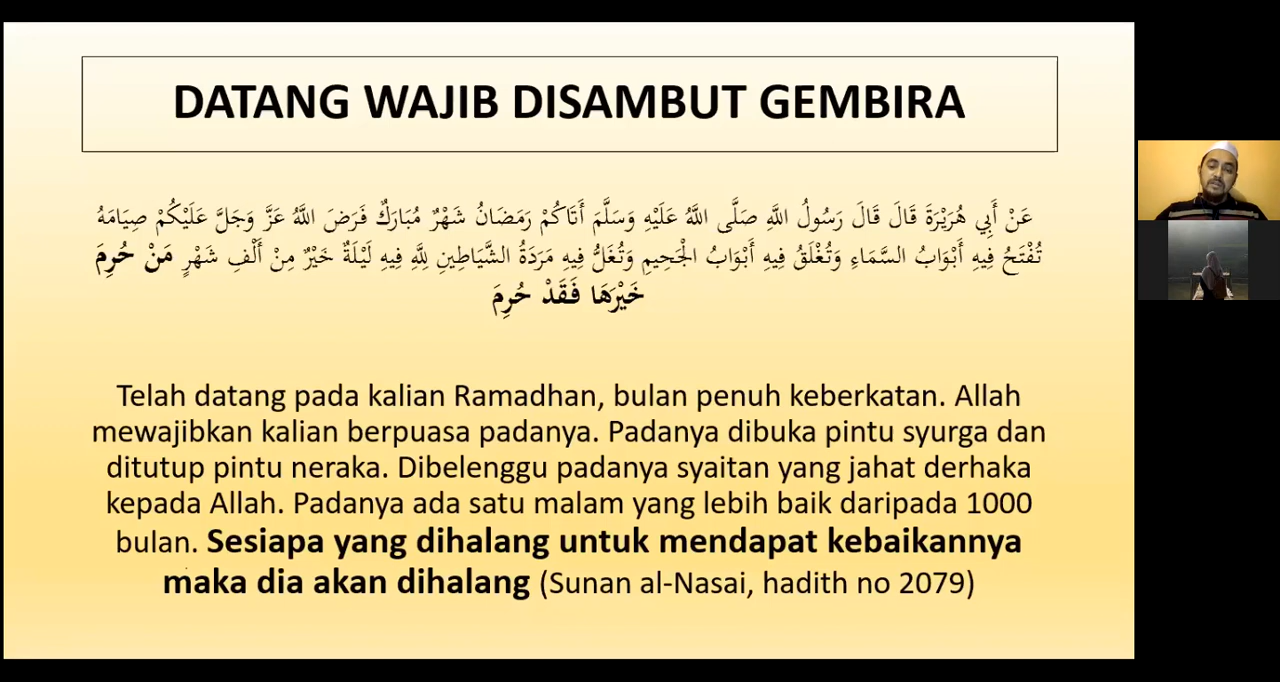 DATANG WAJIB DISAMBUT GEMBIRA
عَنْ أَبِي هُرَيْرَةَ قَالَ قَالَ رَسُولُ اللَّهِ صَلَّى اللَّهُ عَلَيْهِ وَسَلَّمَ أَتَاكُمْ رَمَضَانُ شَهْرٌ مُبَارَكٌ فَرَضَ اللَّهُ عَزَّ وَجَلَّ عَلَيْكُمْ صِيَامَهُ
تُفْتَحُ فِيهِ أَبْوَابُ السَّمَاءِ وَتُغْلَقُ فِيهِ أَبْوَابُ الْجَحِيمِ وَتُغَلُّ فِيهِ مَرَدَةُ الشَّيَاطِينِ لِلَّهِ فِيهِ لَيْلَةٌ خَيْرٌ مِنْ أَلْفِ شَهْرٍ مَنْ حُرِمَ
خَيْرَهَا فَقَدْ حُرِمَ
Telah datang pada kalian Ramadhan, bulan penuh keberkatan. Allah
mewajibkan kalian berpuasa padanya. Padanya dibuka pintu syurga dan
ditutup pintu neraka. Dibelenggu padanya syaitan yang jahat derhaka
kepada Allah. Padanya ada satu malam yang lebih baik daripada 1000
bulan. Sesiapa yang dihalang untuk mendapat kebaikannya
maka dia akan dihalang (Sunan al-Nasai, hadith no 2079)